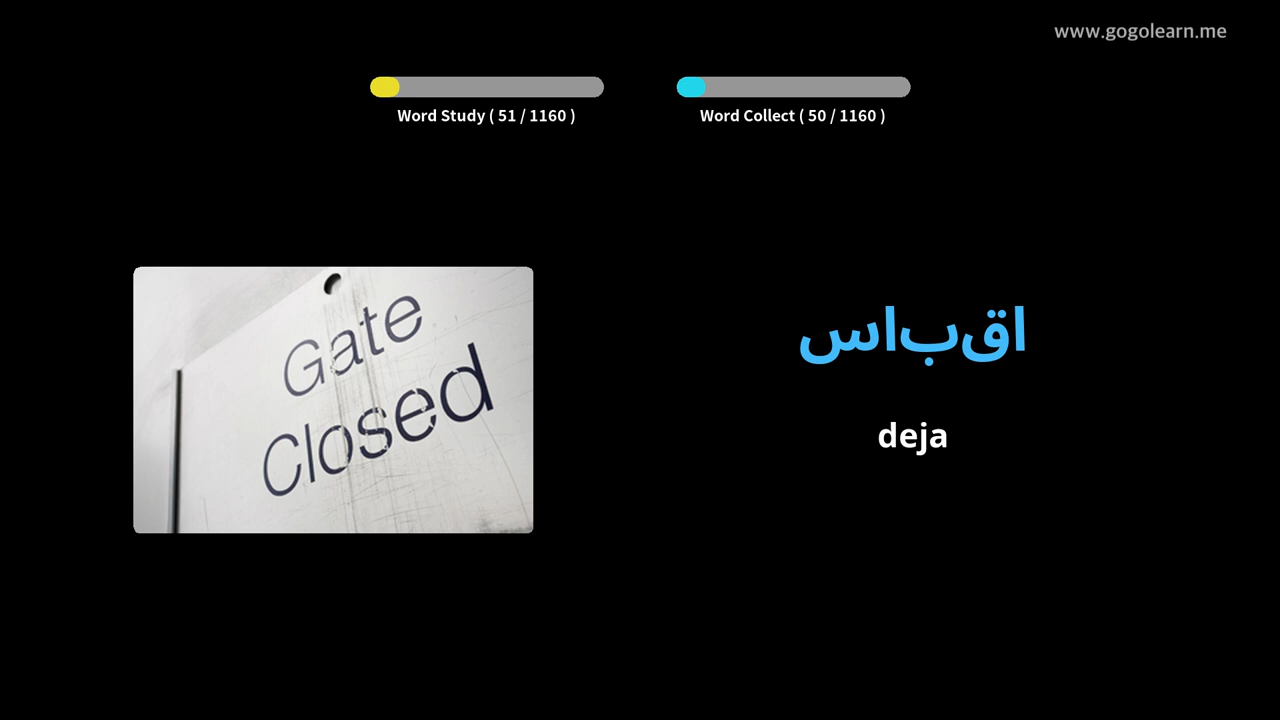 www.gogolearn.me
Word Study ( 51 / 1160 )
Word Collect ( 50 / 1160 )
Gate
Closed
اقباس
deja